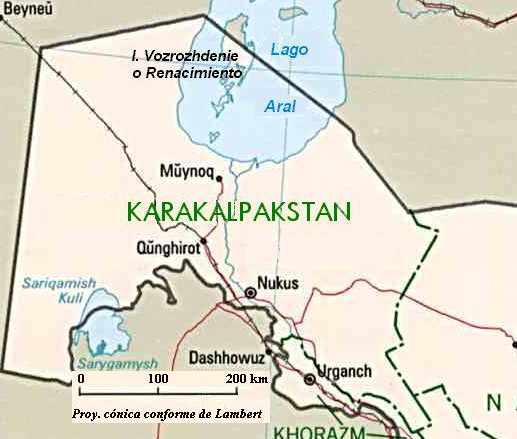 Beyneŭ
I. Vozrozhdenie
o Renacimiento
Lago
Aral
Mŭynoq
KARAKALPAKSTAN
Qŭnghirot
Sariqamish
Kuli
Nukus
Sarygamysh
Dashhowuz
Urganch
0 100 200 km
Proy. cónica conforme de Lambert
KHORAZM
N